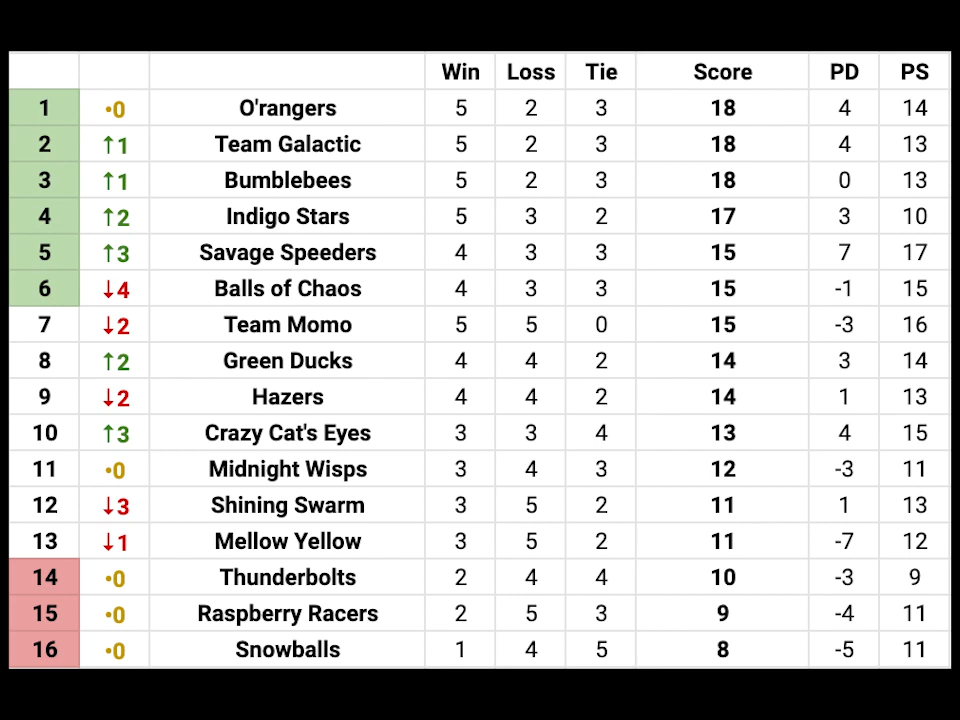 Win Loss Tie Score PD PS
1 •0 O'rangers 5 2 3 18 4 14
2 ↑1 Team Galactic 5 2 3 18 4 13
3 ↑1 Bumblebees 5 2 3 18 0 13
4 ↑2 Indigo Stars 5 3 2 17 3 10
5 ↑3 Savage Speeders 4 3 3 15 7 17
6 ↓4 Balls of Chaos 4 3 3 15 -1 15
7 ↓2 Team Momo 5 5 0 15 -3 16
8 ↑2 Green Ducks 4 4 2 14 3 14
9 ↓2 Hazers 4 4 2 14 1 13
10 ↑3 Crazy Cat's Eyes 3 3 4 13 4 15
11 •0 Midnight Wisps 3 4 3 12 -3 11
12 ↓3 Shining Swarm 3 5 2 11 1 13
13 ↓1 Mellow Yellow 3 5 2 11 -7 12
14 •0 Thunderbolts 2 4 4 10 -3 9
15 •0 Raspberry Racers 2 5 3 9 -4 11
16 •0 Snowballs 1 4 5 8 -5 11